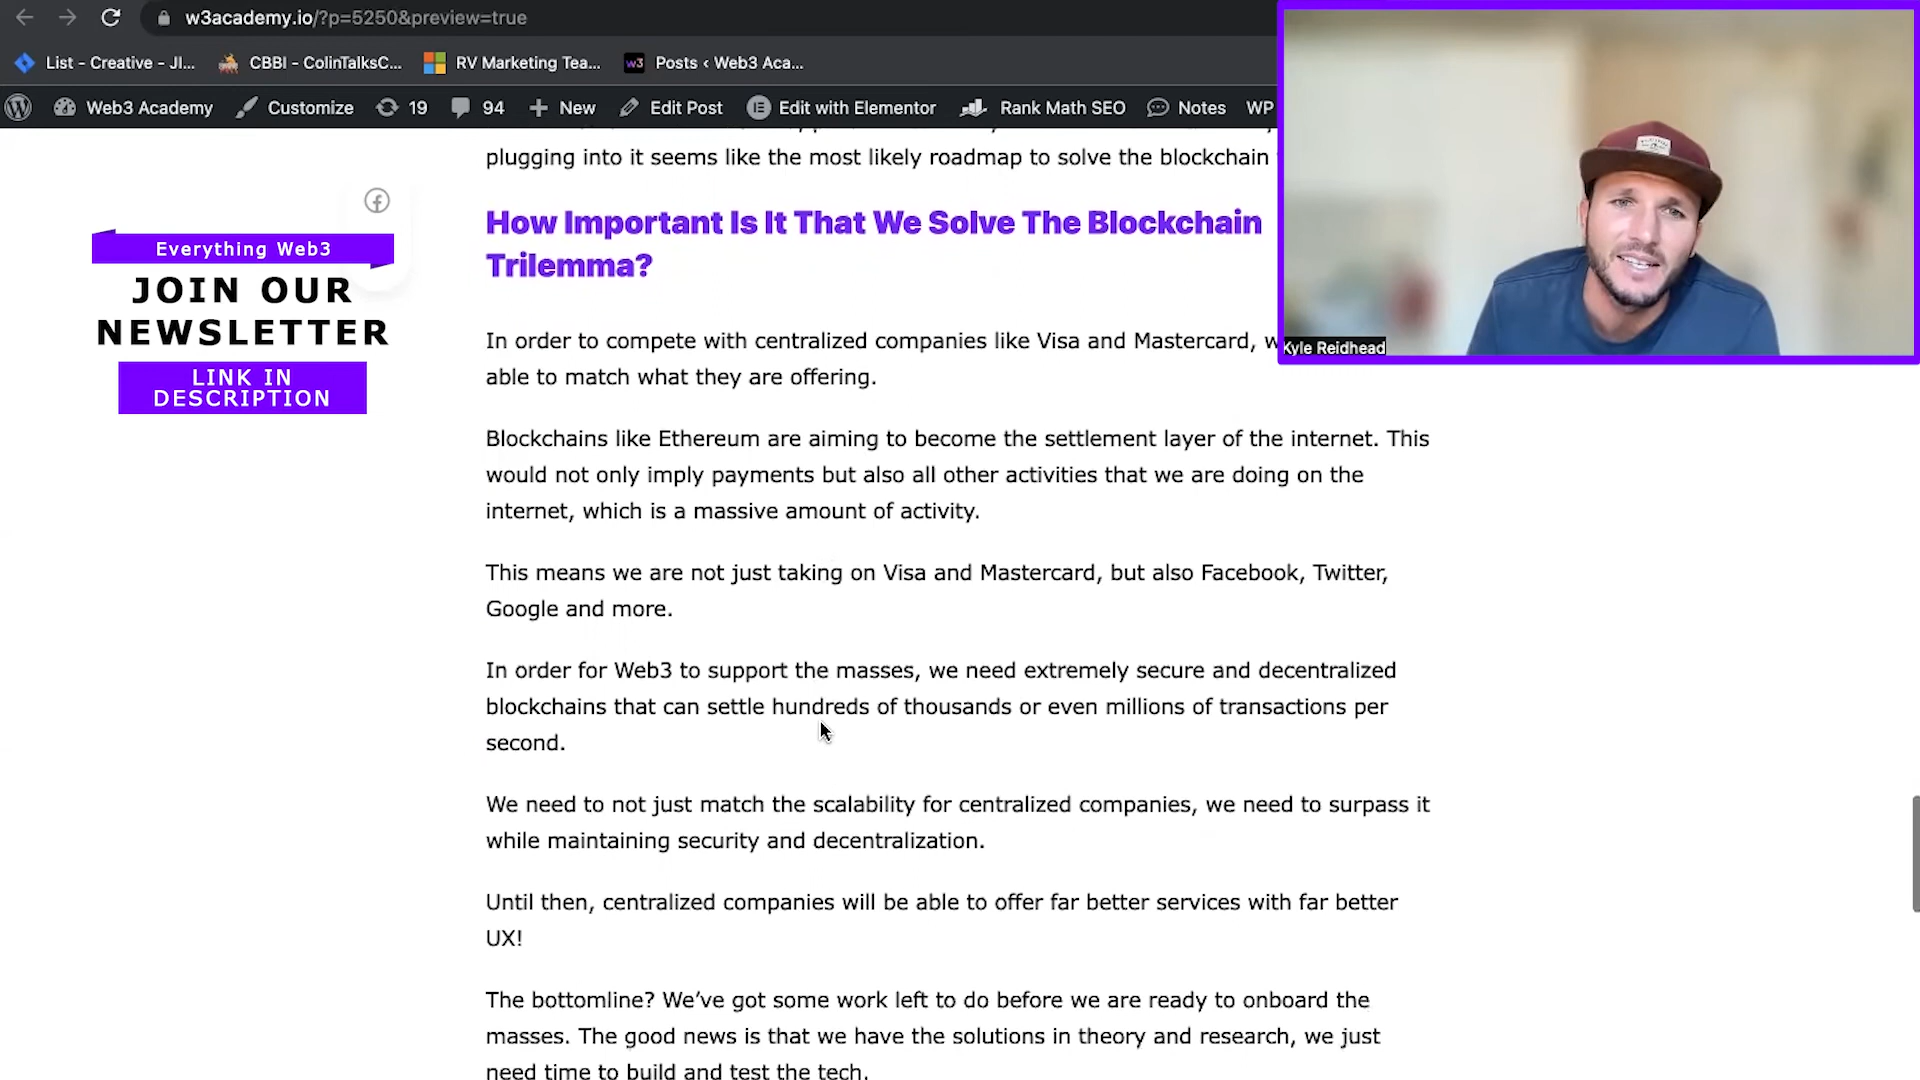 w3academy.io/?p=5250&preview=true
List - Creative - JI...
CBBI - ColinTalksC...
RV Marketing Tea...
w3
Posts ‹ Web3 Aca...
Web3 Academy
Customize
19
94
New
Edit Post
Edit with Elementor
Rank Math SEO
Notes
WP
plugging into it seems like the most likely roadmap to solve the blockchain
Everything Web3
JOIN OUR
NEWSLETTER
LINK IN
DESCRIPTION
How Important Is It That We Solve The Blockchain
Trilemma?
In order to compete with centralized companies like Visa and Mastercard,
able to match what they are offering.
Blockchains like Ethereum are aiming to become the settlement layer of the internet. This
would not only imply payments but also all other activities that we are doing on the
internet, which is a massive amount of activity.
This means we are not just taking on Visa and Mastercard, but also Facebook, Twitter,
Google and more.
In order for Web3 to support the masses, we need extremely secure and decentralized
blockchains that can settle hundreds of thousands or even millions of transactions per
second.
We need to not just match the scalability for centralized companies, we need to surpass it
while maintaining security and decentralization.
Until then, centralized companies will be able to offer far better services with far better
UX!
The bottomline? We've got some work left to do before we are ready to onboard the
masses. The good news is that we have the solutions in theory and research, we just
need time to build and test the tech.
Kyle Reidhead